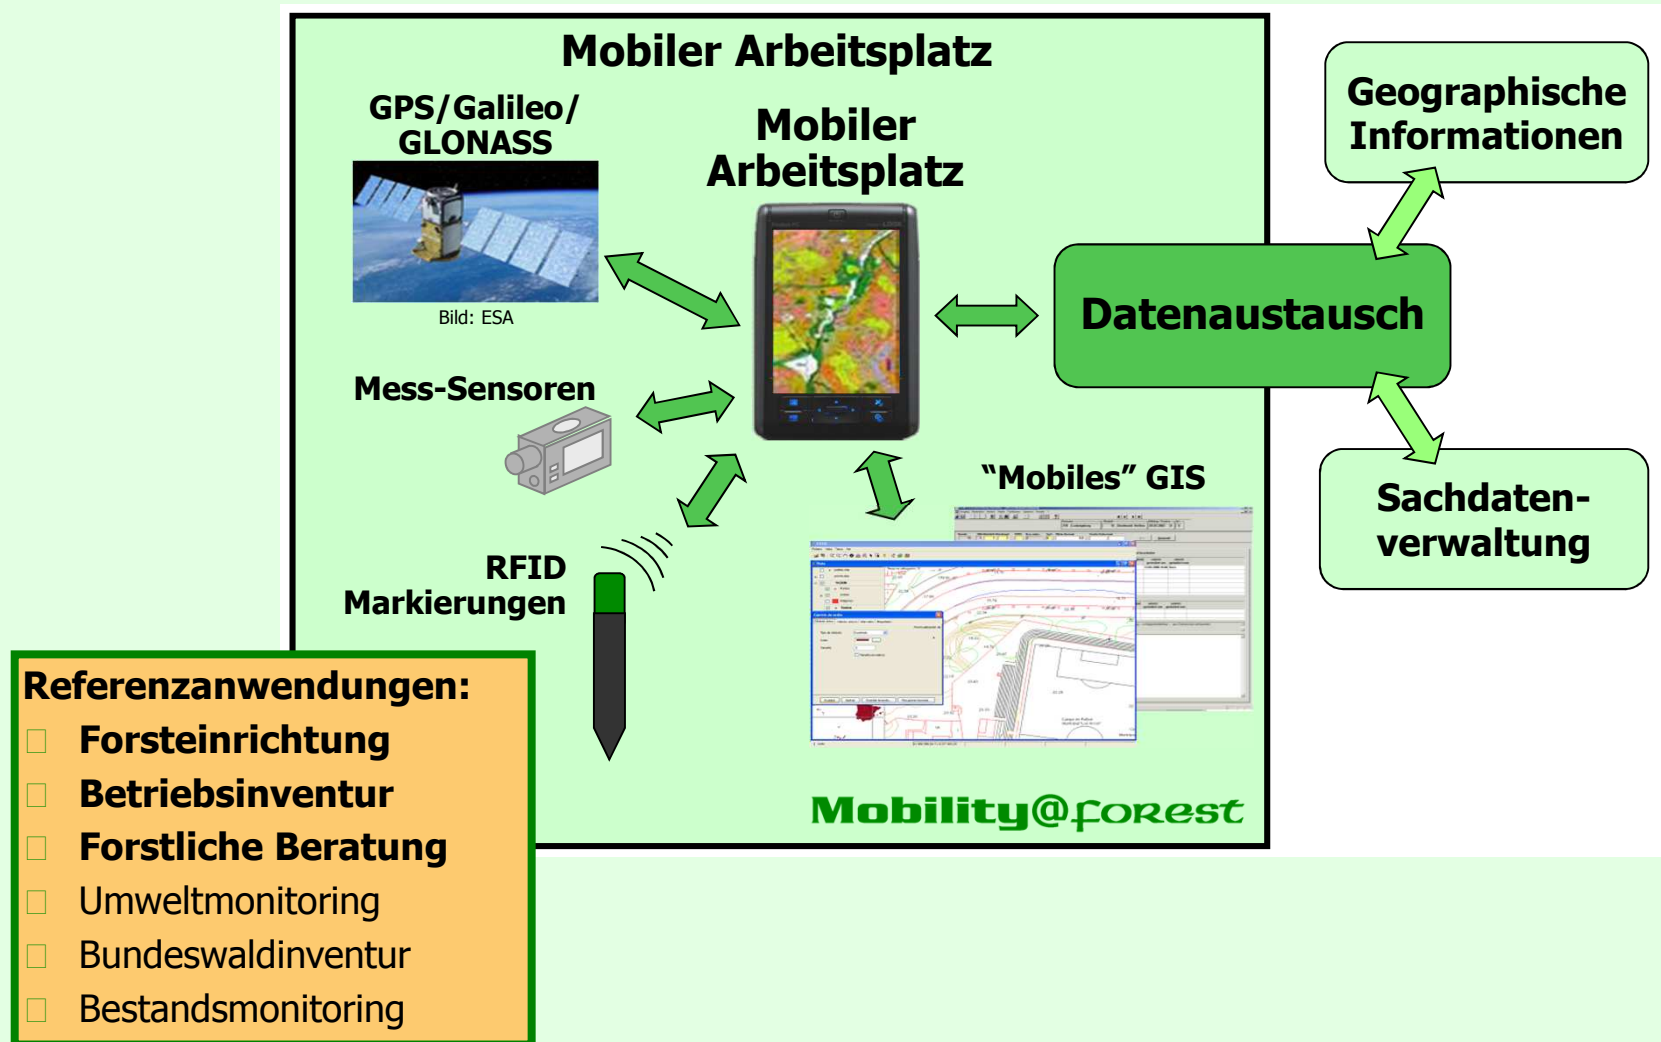 Mobiler Arbeitsplatz
GPS/Galileo/
GLONASS
Bild: ESA
Mobiler
Arbeitsplatz
Geographische
Informationen
Datenaustausch
Mess-Sensoren
"Mobiles" GIS
Sachdaten-
verwaltung
RFID
Markierungen
Mobility@forest
Referenzanwendungen:
Forsteinrichtung
Betriebsinventur
Forstliche Beratung
Umweltmonitoring
Bundeswaldinventur
Bestandsmonitoring